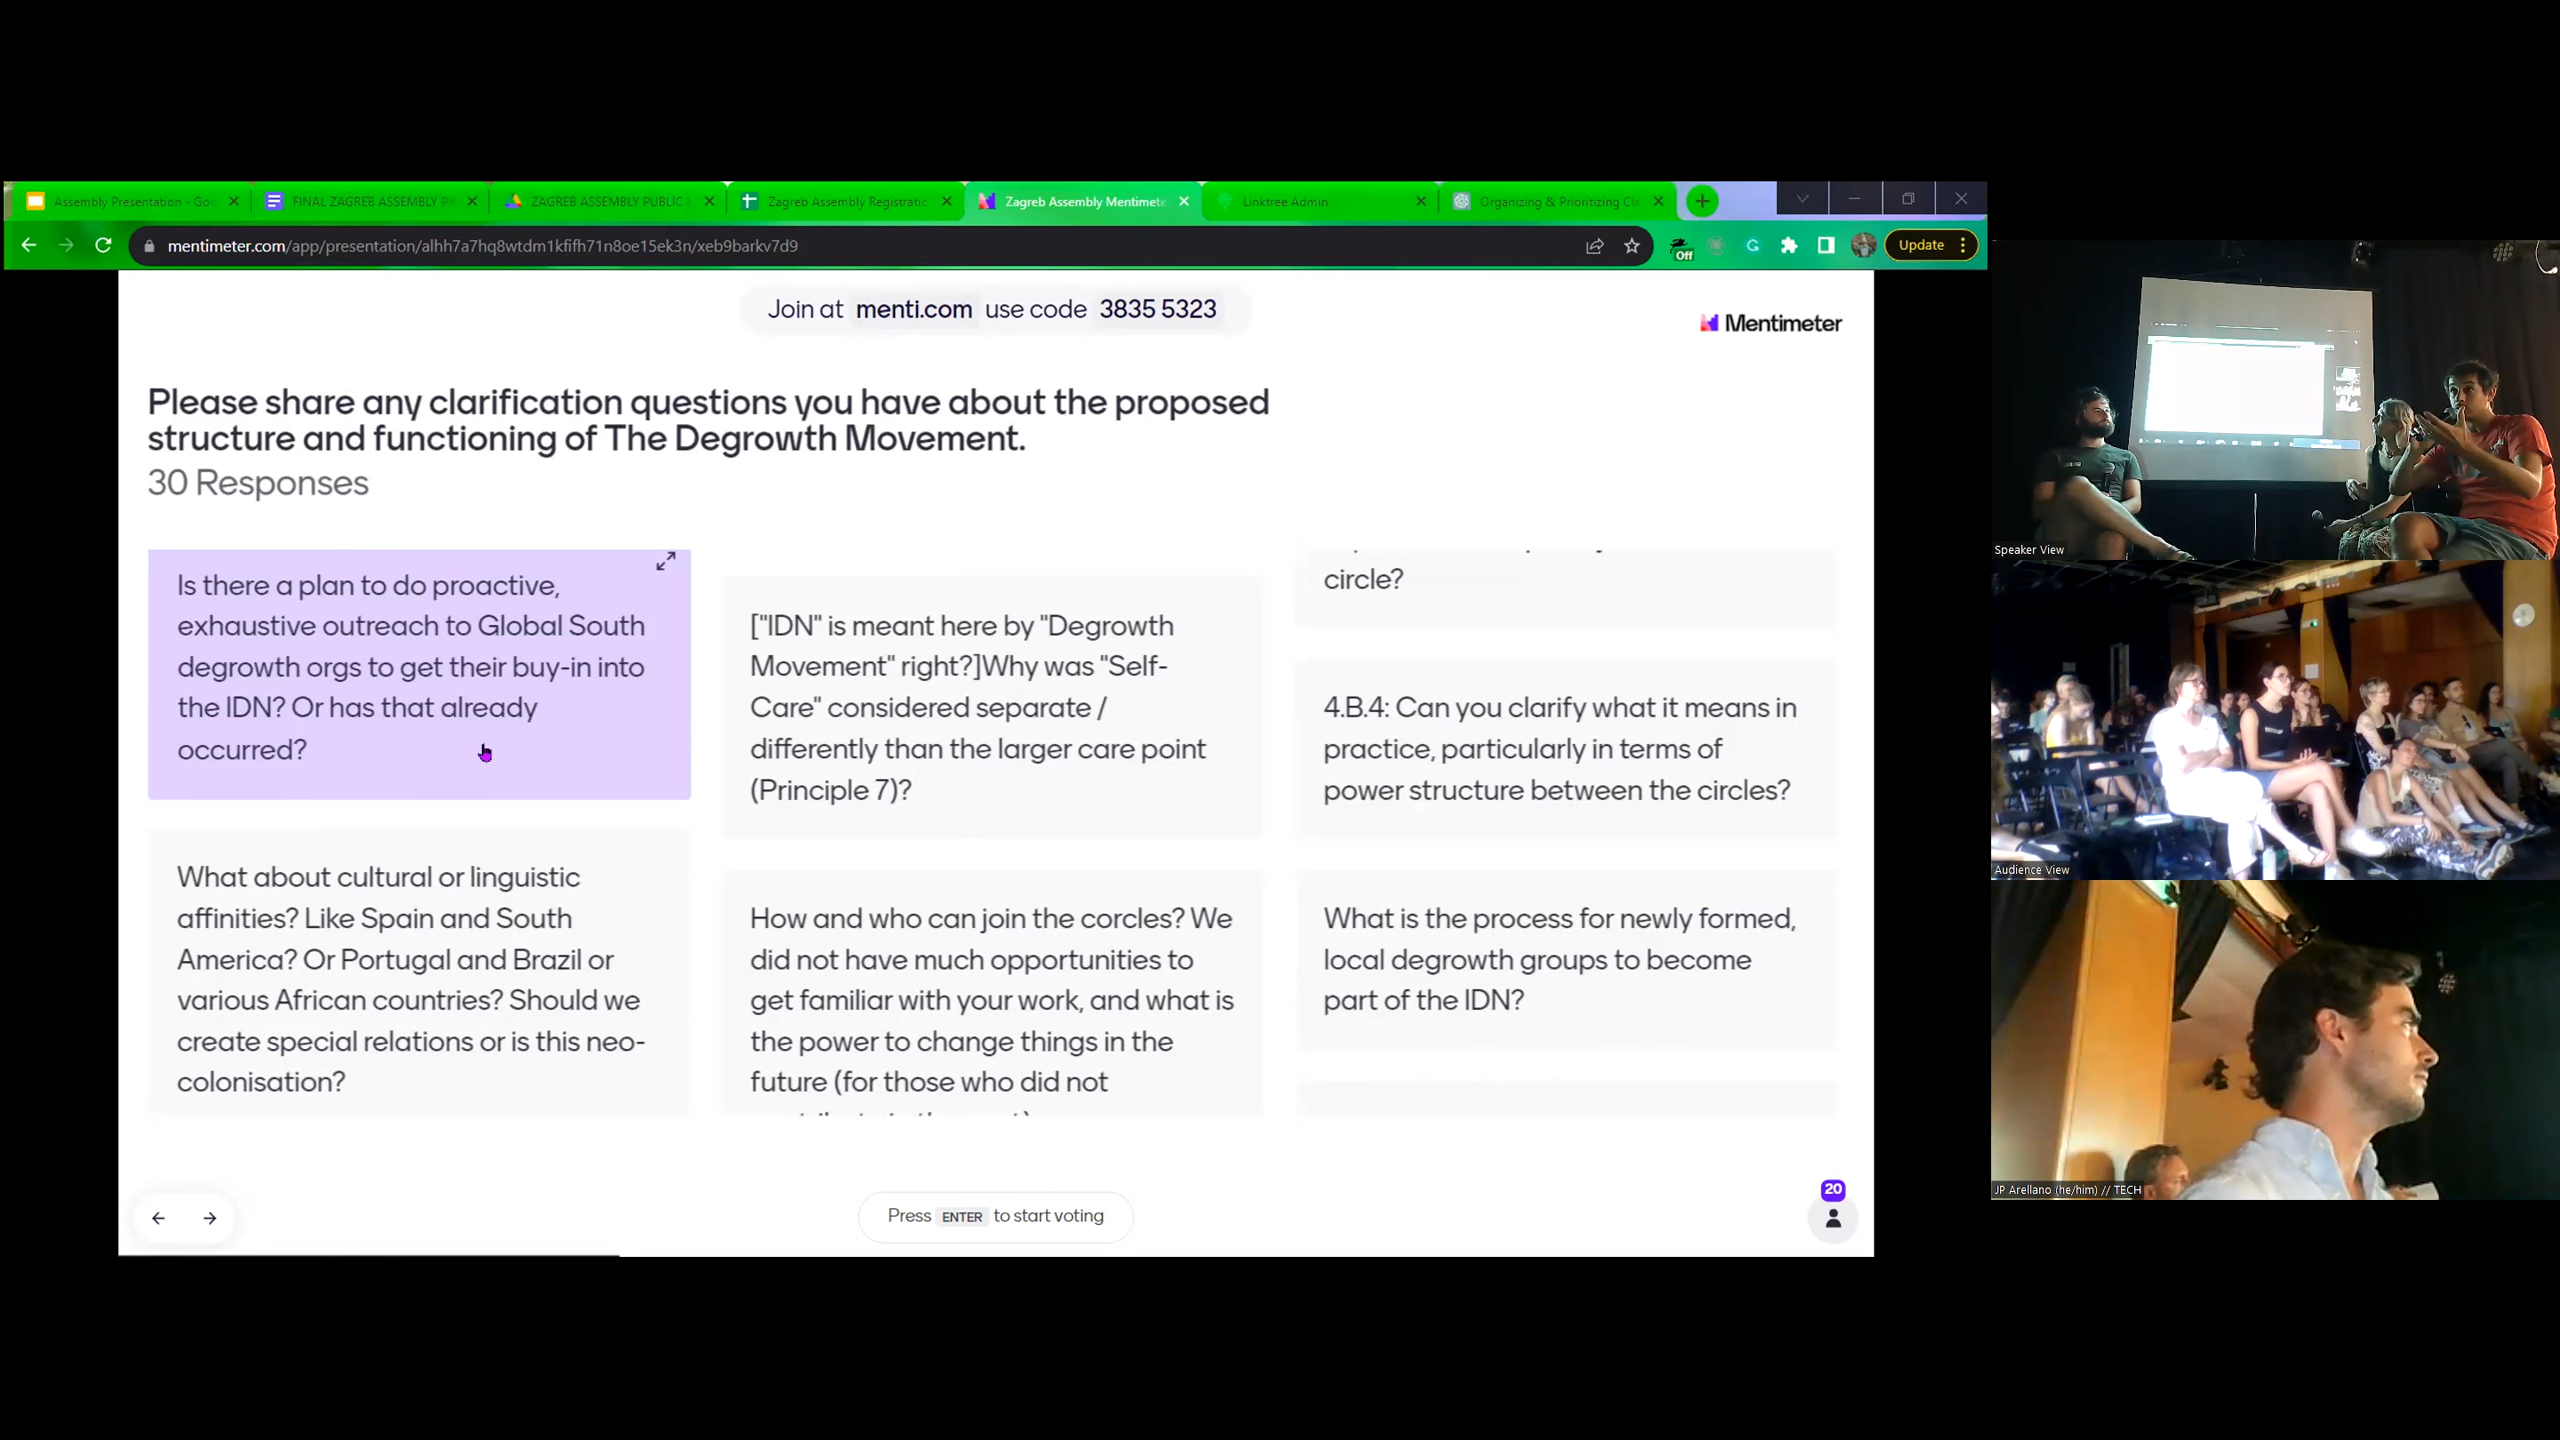 Assembly Presentation - Goo
FINAL ZAGREB ASSEMBLY P
ZAGREB ASSEMBLY PUBLIC
Zagreb Assembly Registratio
Zagreb Assembly Mentimete
Linktree Admin
Organizing & Prioritizing Cla
mentimeter.com/app/presentation/alhh7a7hq8wtdm1kfifh71n8oe15ek3n/xeb9barkv7d9
Off
Update
Join at menti.com use code 3835 5323
Mentimeter
Please share any clarification questions you have about the proposed
structure and functioning of The Degrowth Movement.
30 Responses
Is there a plan to do proactive,
exhaustive outreach to Global South
degrowth orgs to get their buy-in into
the IDN? Or has that already
occurred?
What about cultural or linguistic
affinities? Like Spain and South
America? Or Portugal and Brazil or
various African countries? Should we
create special relations or is this neo-
colonisation?
["IDN" is meant here by "Degrowth
Movement" right?]Why was "Self-
Care" considered separate /
differently than the larger care point
(Principle 7)?
How and who can join the corcles? We
did not have much opportunities to
get familiar with your work, and what is
the power to change things in the
future (for those who did not
circle?
4.B.4: Can you clarify what it means in
practice, particularly in terms of
power structure between the circles?
What is the process for newly formed,
local degrowth groups to become
part of the IDN?
Press ENTER to start voting
20
Speaker View
Audience View
JP Arellano (he/him) // TECH